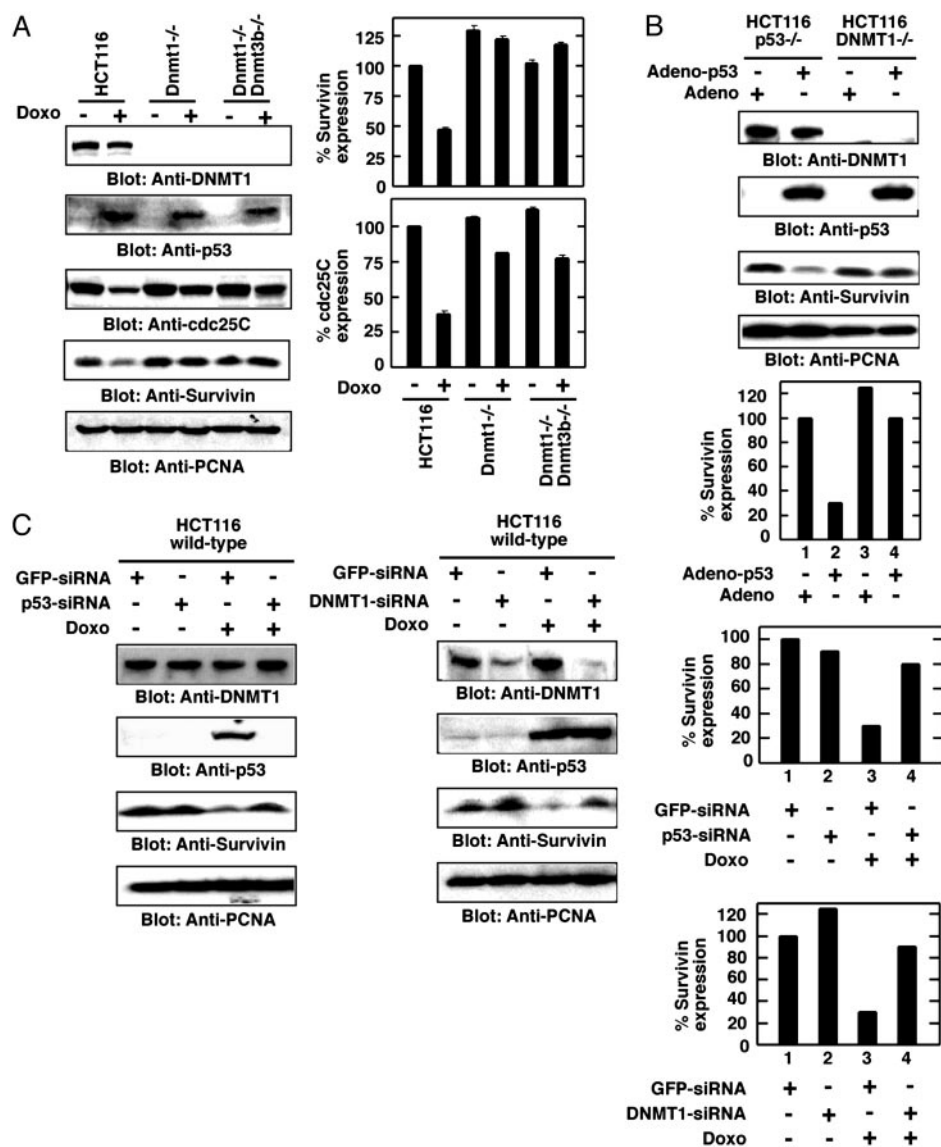 A
HCT116
Dnmt1-/-
Dnmt1-/-
Dnmt3b-/-
Doxo - + - + - +
Blot: Anti-DNMT1
Blot: Anti-p53
Blot: Anti-cdc25C
Blot: Anti-Survivin
Blot: Anti-PCNA
% Survivin
expression
125
100
75
50
125
% cdc25C
expression
100
75
50
25
0
Doxo - + - + - +
HCT116
Dnmt1-/-
Dnmt1-/-
Dnmt3b-/-
B
HCT116 HCT116
p53-/- DNMT1-/-
Adeno-p53 - + - +
Adeno + - + -
Blot: Anti-DNMT1
Blot: Anti-p53
Blot: Anti-Survivin
Blot: Anti-PCNA
% Survivin
expression
120
100
80
60
40
20
0
1 2 3 4
Adeno-p53 - + - +
Adeno + - + -
C
HCT116
wild-type
GFP-siRNA + - + -
p53-siRNA - + - +
Doxo - - + +
Blot: Anti-DNMT1
Blot: Anti-p53
Blot: Anti-Survivin
Blot: Anti-PCNA
HCT116
wild-type
GFP-siRNA + - + -
DNMT1-siRNA - + - +
Doxo - - + +
Blot: Anti-DNMT1
Blot: Anti-p53
Blot: Anti-Survivin
Blot: Anti-PCNA
% Survivin
expression
100
80
60
40
20
0
1 2 3 4
GFP-siRNA + - + -
p53-siRNA - + - +
Doxo - - + +
% Survivin
expression
120
100
80
60
40
20
0
1 2 3 4
GFP-siRNA + - + -
DNMT1-siRNA - + - +
Doxo - - + +